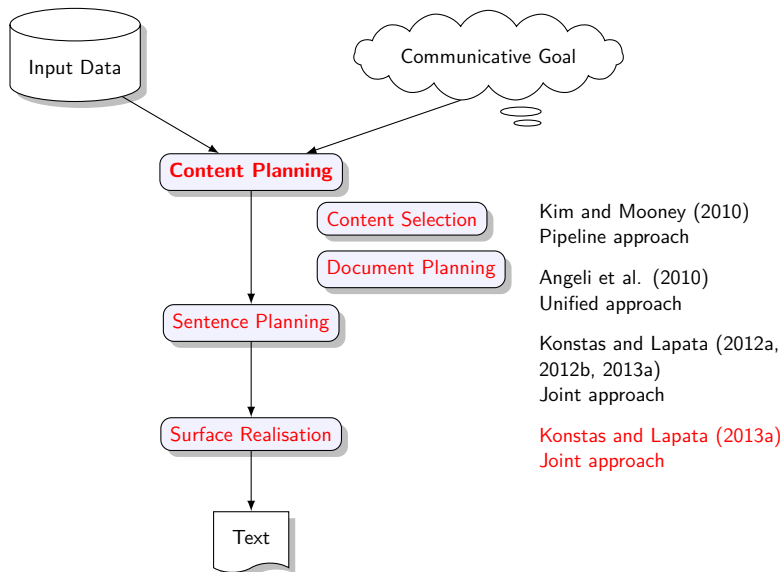 Input Data
Communicative Goal
Content Planning
Content Selection
Document Planning
Sentence Planning
Surface Realisation
Text
Kim and Mooney (2010)
Pipeline approach
Angeli et al. (2010)
Unified approach
Konstas and Lapata (2012a,
2012b, 2013a)
Joint approach
Konstas and Lapata (2013a)
Joint approach